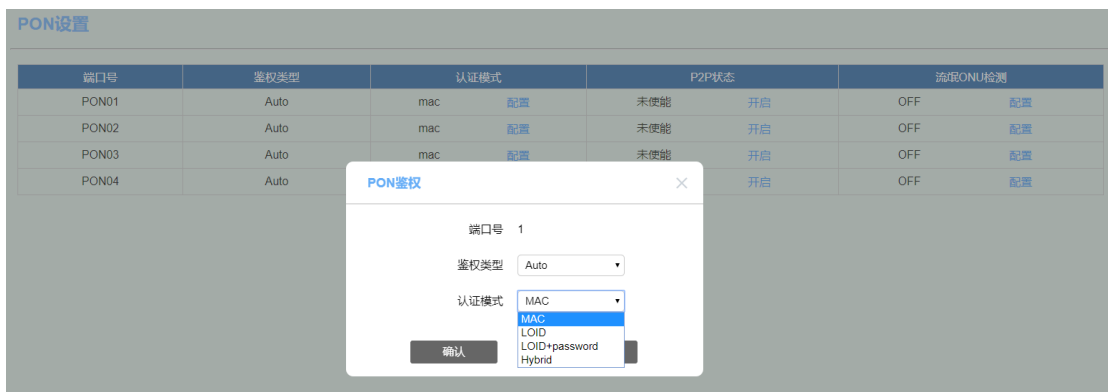 PON设置
端口号 鉴权类型 认证模式 P2P状态 流氓ONU检测
PON01 Auto mac 配置 未使能 开启 OFF 配置
PON02 Auto mac 配置 未使能 开启 OFF 配置
PON03 Auto mac 配置 未使能 开启 OFF 配置
PON04 Auto 开启 OFF 配置
PON鉴权
端口号 1
鉴权类型 Auto
认证模式 MAC
MAC
LOID
LOID+password
Hybrid
确认